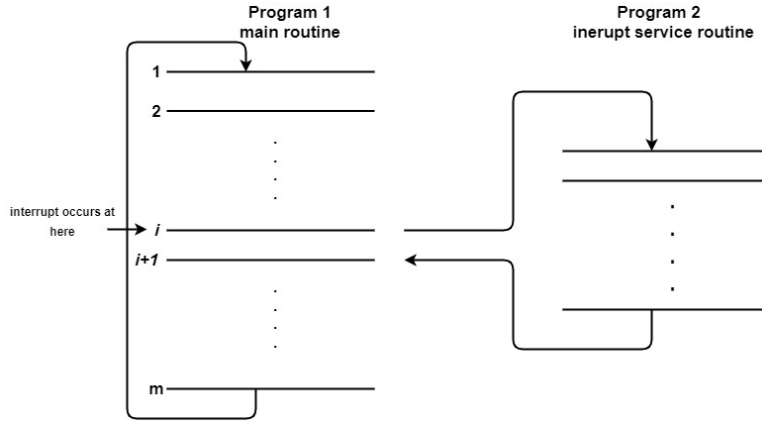 Program 1
main routine
Program 2
inerupt service routine
1
2
interrupt occurs at
here
i
i+1
m